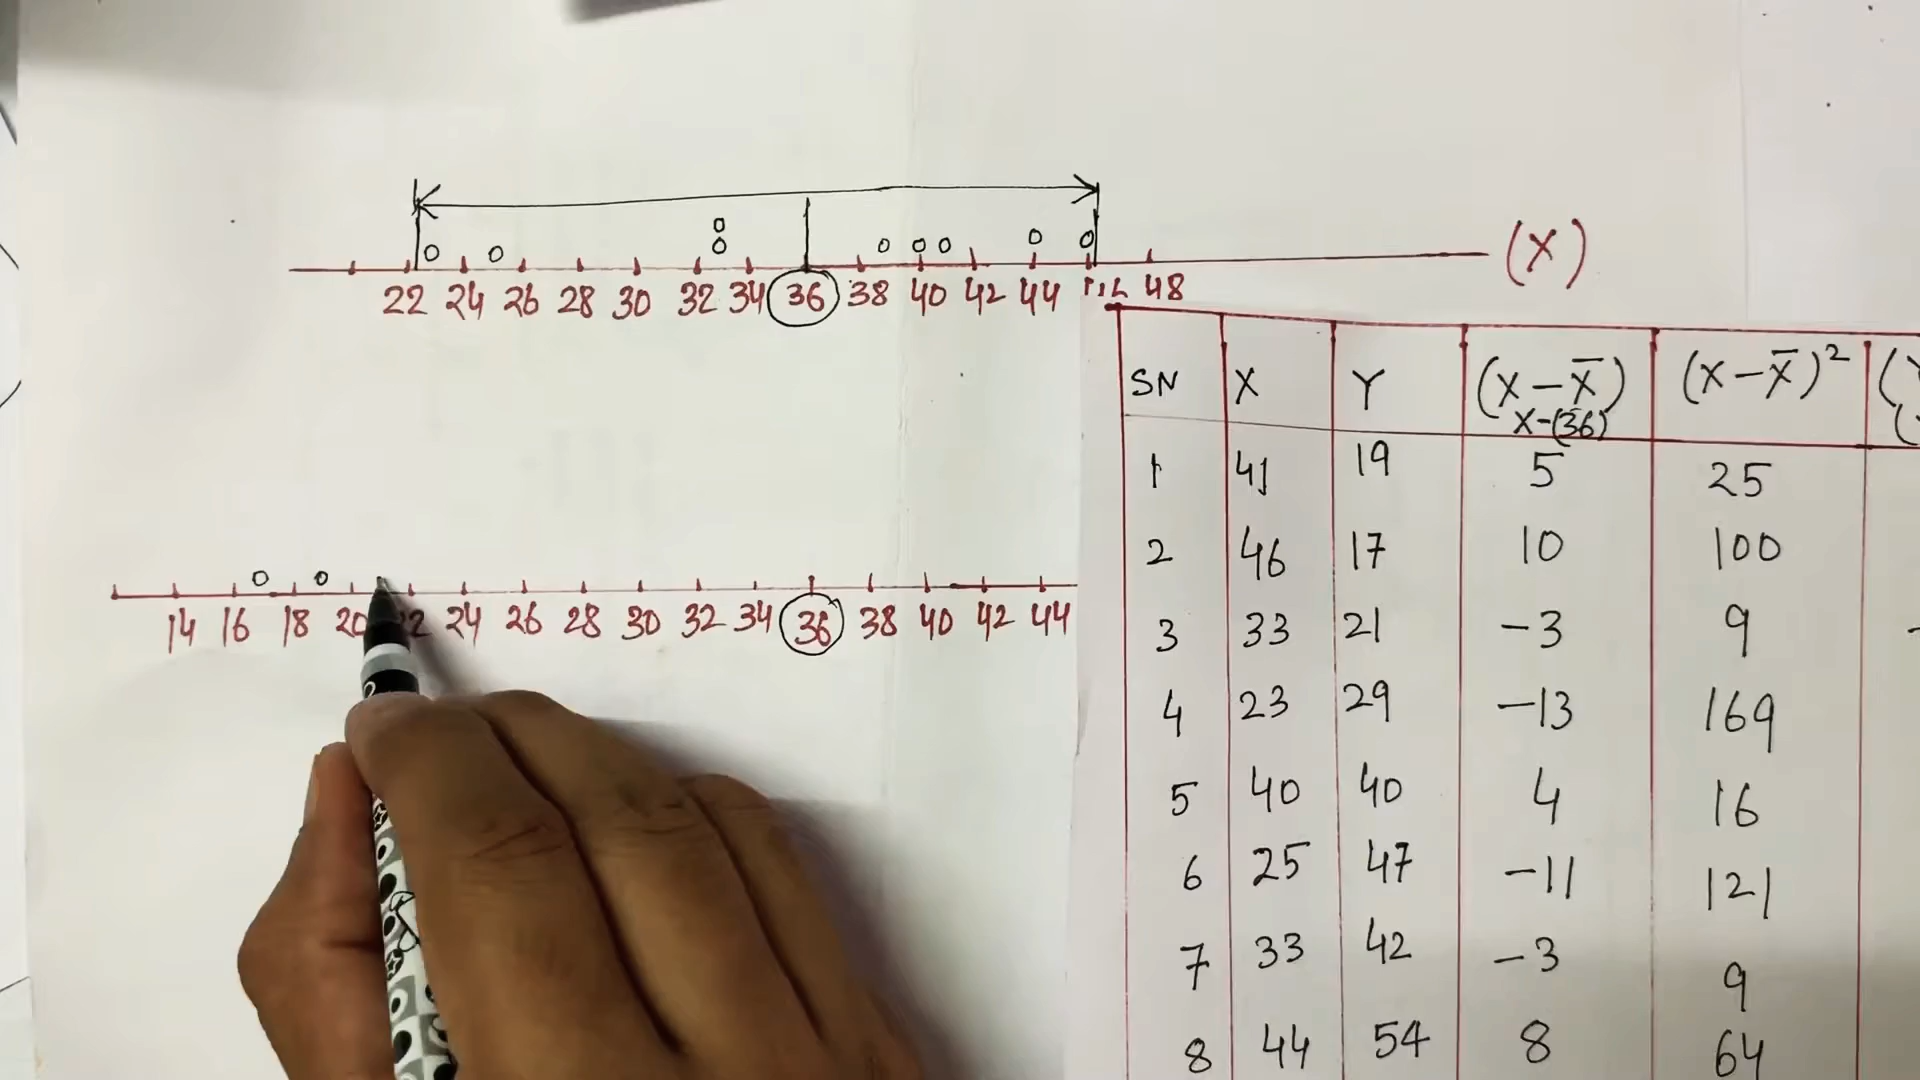 (X)
22 24 26 28 30 32 34 36 38 40 42 44 48
14 16 18 20 22 24 26 28 30 32 34 36 38 40 42 44
SN X Y (X-X̅) (X-X̅)²
X-(36)
1 41 19 5 25
2 46 17 10 100
3 33 21 -3 9
4 23 29 -13 169
5 40 40 4 16
6 25 47 -11 121
7 33 42 -3 9
8 44 54 8 64